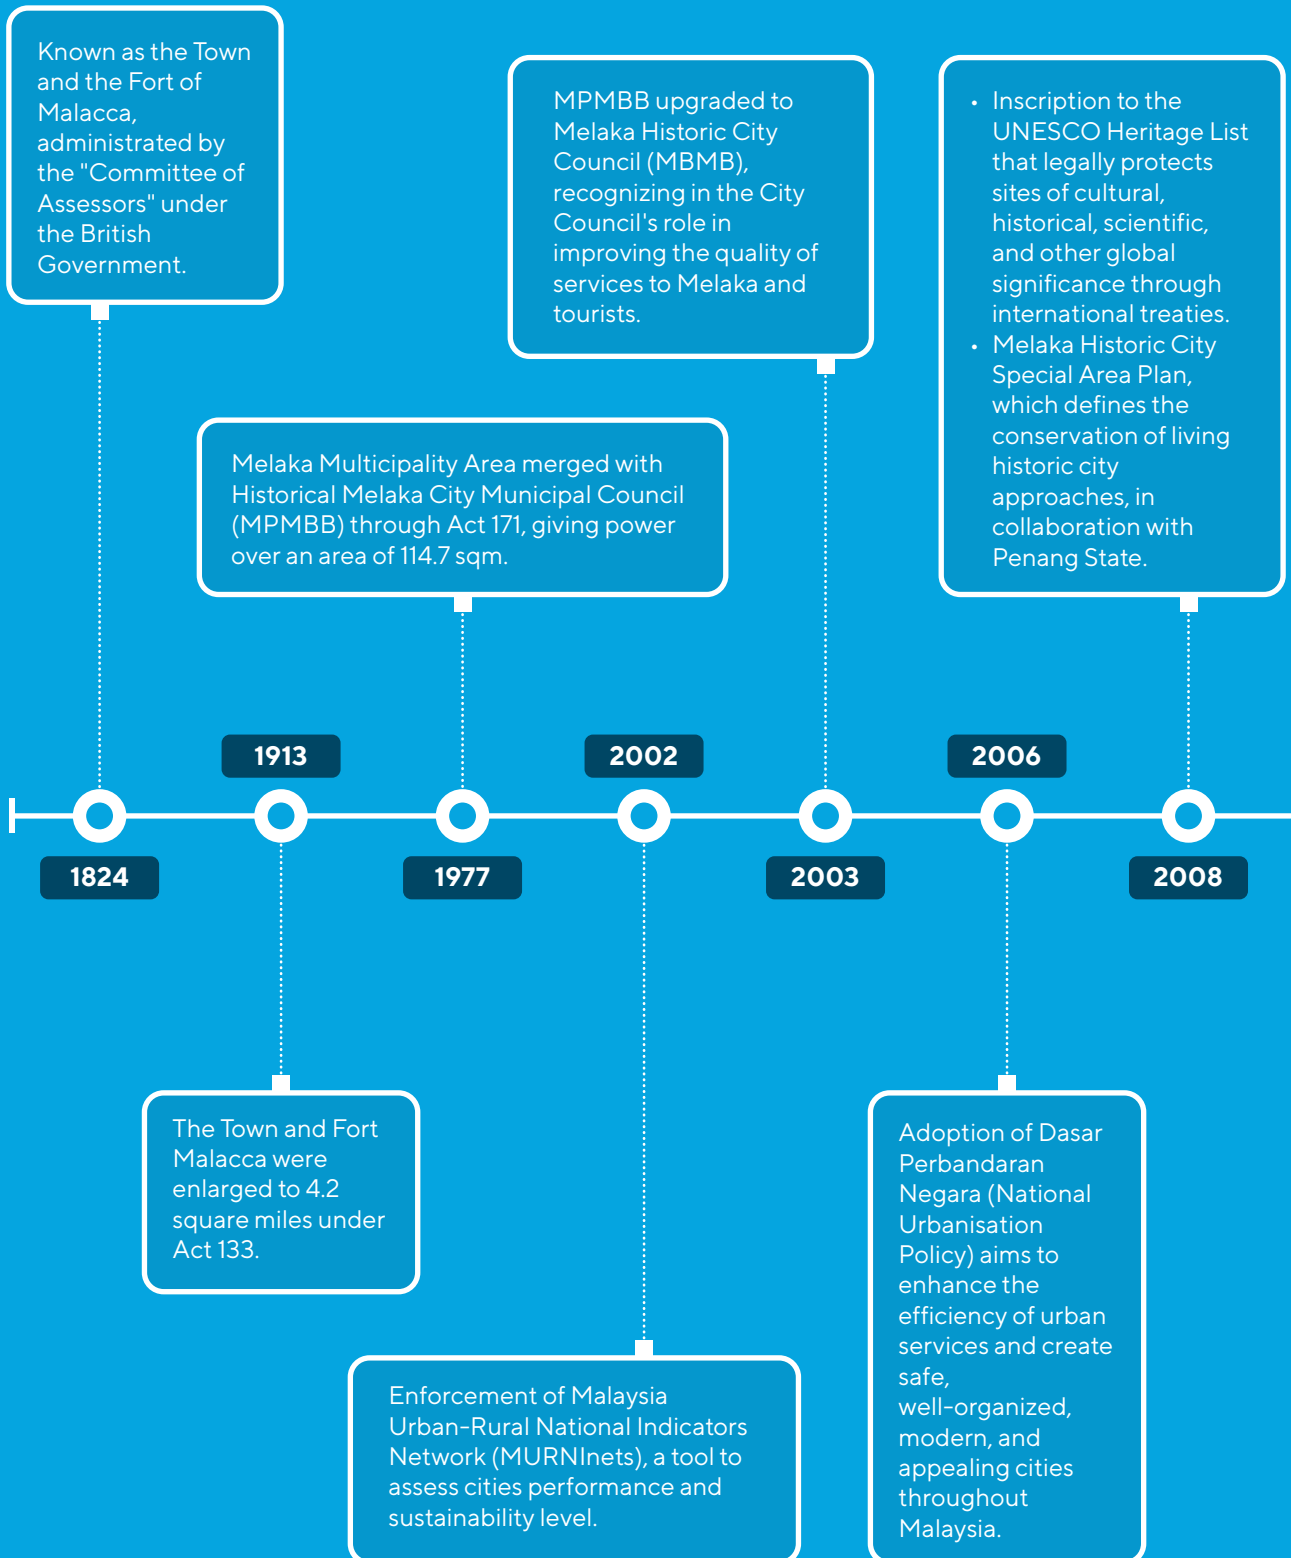 Known as the Town
and the Fort of
Malacca,
administrated by
the "Committee of
Assessors" under
the British
Government.
MPMBB upgraded to
Melaka Historic City
Council (MBMB),
recognizing in the City
Council's role in
improving the quality of
services to Melaka and
tourists.
• Inscription to the
UNESCO Heritage List
that legally protects
sites of cultural,
historical, scientific,
and other global
significance through
international treaties.
• Melaka Historic City
Special Area Plan,
which defines the
conservation of living
historic city
approaches, in
collaboration with
Penang State.
Melaka Multicipality Area merged with
Historical Melaka City Municipal Council
(MPMBB) through Act 171, giving power
over an area of 114.7 sqm.
1913
2002
2006
1824
1977
2003
2008
The Town and Fort
Malacca were
enlarged to 4.2
square miles under
Act 133.
Enforcement of Malaysia
Urban-Rural National Indicators
Network (MURNInets), a tool to
assess cities performance and
sustainability level.
Adoption of Dasar
Perbandaran
Negara (National
Urbanisation
Policy) aims to
enhance the
efficiency of urban
services and create
safe,
well-organized,
modern, and
appealing cities
throughout
Malaysia.